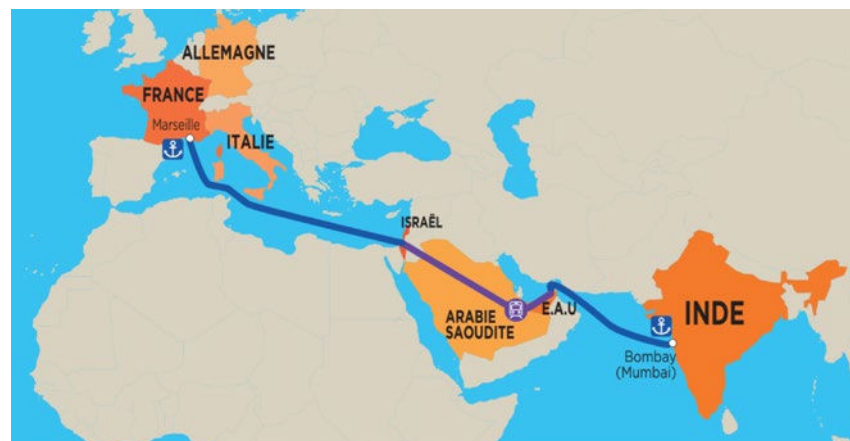 ALLEMAGNE
FRANCE
Marseille
ITALIE
ISRAËL
ARABIE
SAOUDITE
E.A.U
INDE
Bombay
(Mumbai)